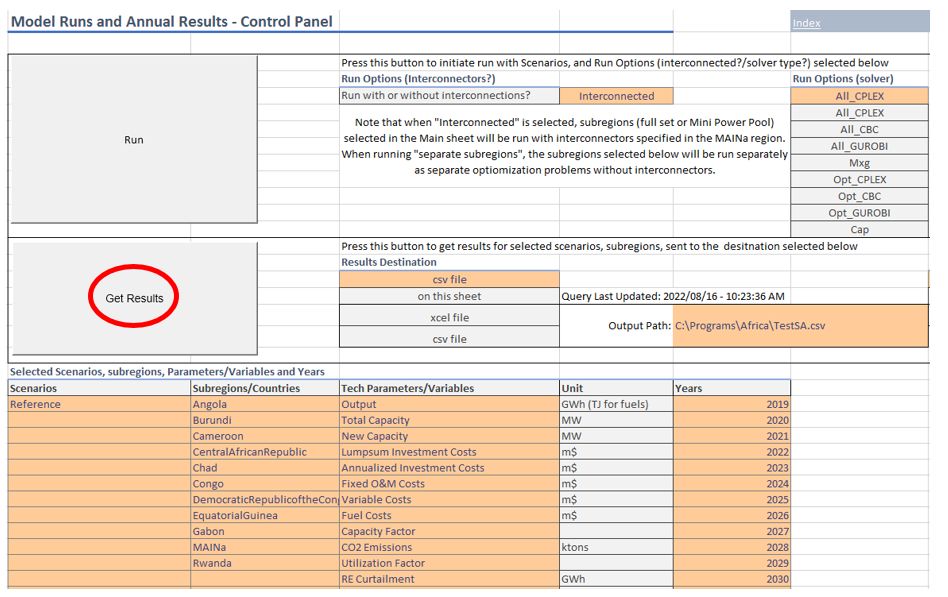 Model Runs and Annual Results - Control Panel
Index
Press this button to initiate run with Scenarios, and Run Options (interconnected?/solver type?) selected below
Run Options (Interconnectors?)
Run Options (solver)
Run with or without interconnections?
Interconnected
All_CPLEX
Run
Note that when "Interconnected" is selected, subregions (full set or Mini Power Pool)
selected in the Main sheet will be run with interconnectors specified in the MAINa region.
When running "separate subregions", the subregions selected below will be run separately
as separate optiomization problems without interconnectors.
All_CPLEX
All_CBC
All_GUROBI
Mxg
Opt_CPLEX
Opt_CBC
Opt_GUROBI
Cap
Press this button to get results for selected scenarios, subregions, sent to the desitnation selected below
Get Results
Results Destination
csv file
on this sheet
Query Last Updated: 2022/08/16 - 10:23:36 AM
xcel file
csv file
Output Path: C:\Programs\Africa\TestSA.csv
Selected Scenarios, subregions, Parameters/Variables and Years
Scenarios Subregions/Countries Tech Parameters/Variables Unit Years
Reference Angola Output GWh (TJ for fuels) 2019
Burundi Total Capacity MW 2020
Cameroon New Capacity MW 2021
CentralAfricanRepublic Lumpsum Investment Costs m$ 2022
Chad Annualized Investment Costs m$ 2023
Congo Fixed O&M Costs m$ 2024
DemocraticRepublicoftheCon Variable Costs m$ 2025
EquatorialGuinea Fuel Costs m$ 2026
Gabon Capacity Factor 2027
MAINa CO2 Emissions ktons 2028
Rwanda Utilization Factor 2029
RE Curtailment GWh 2030